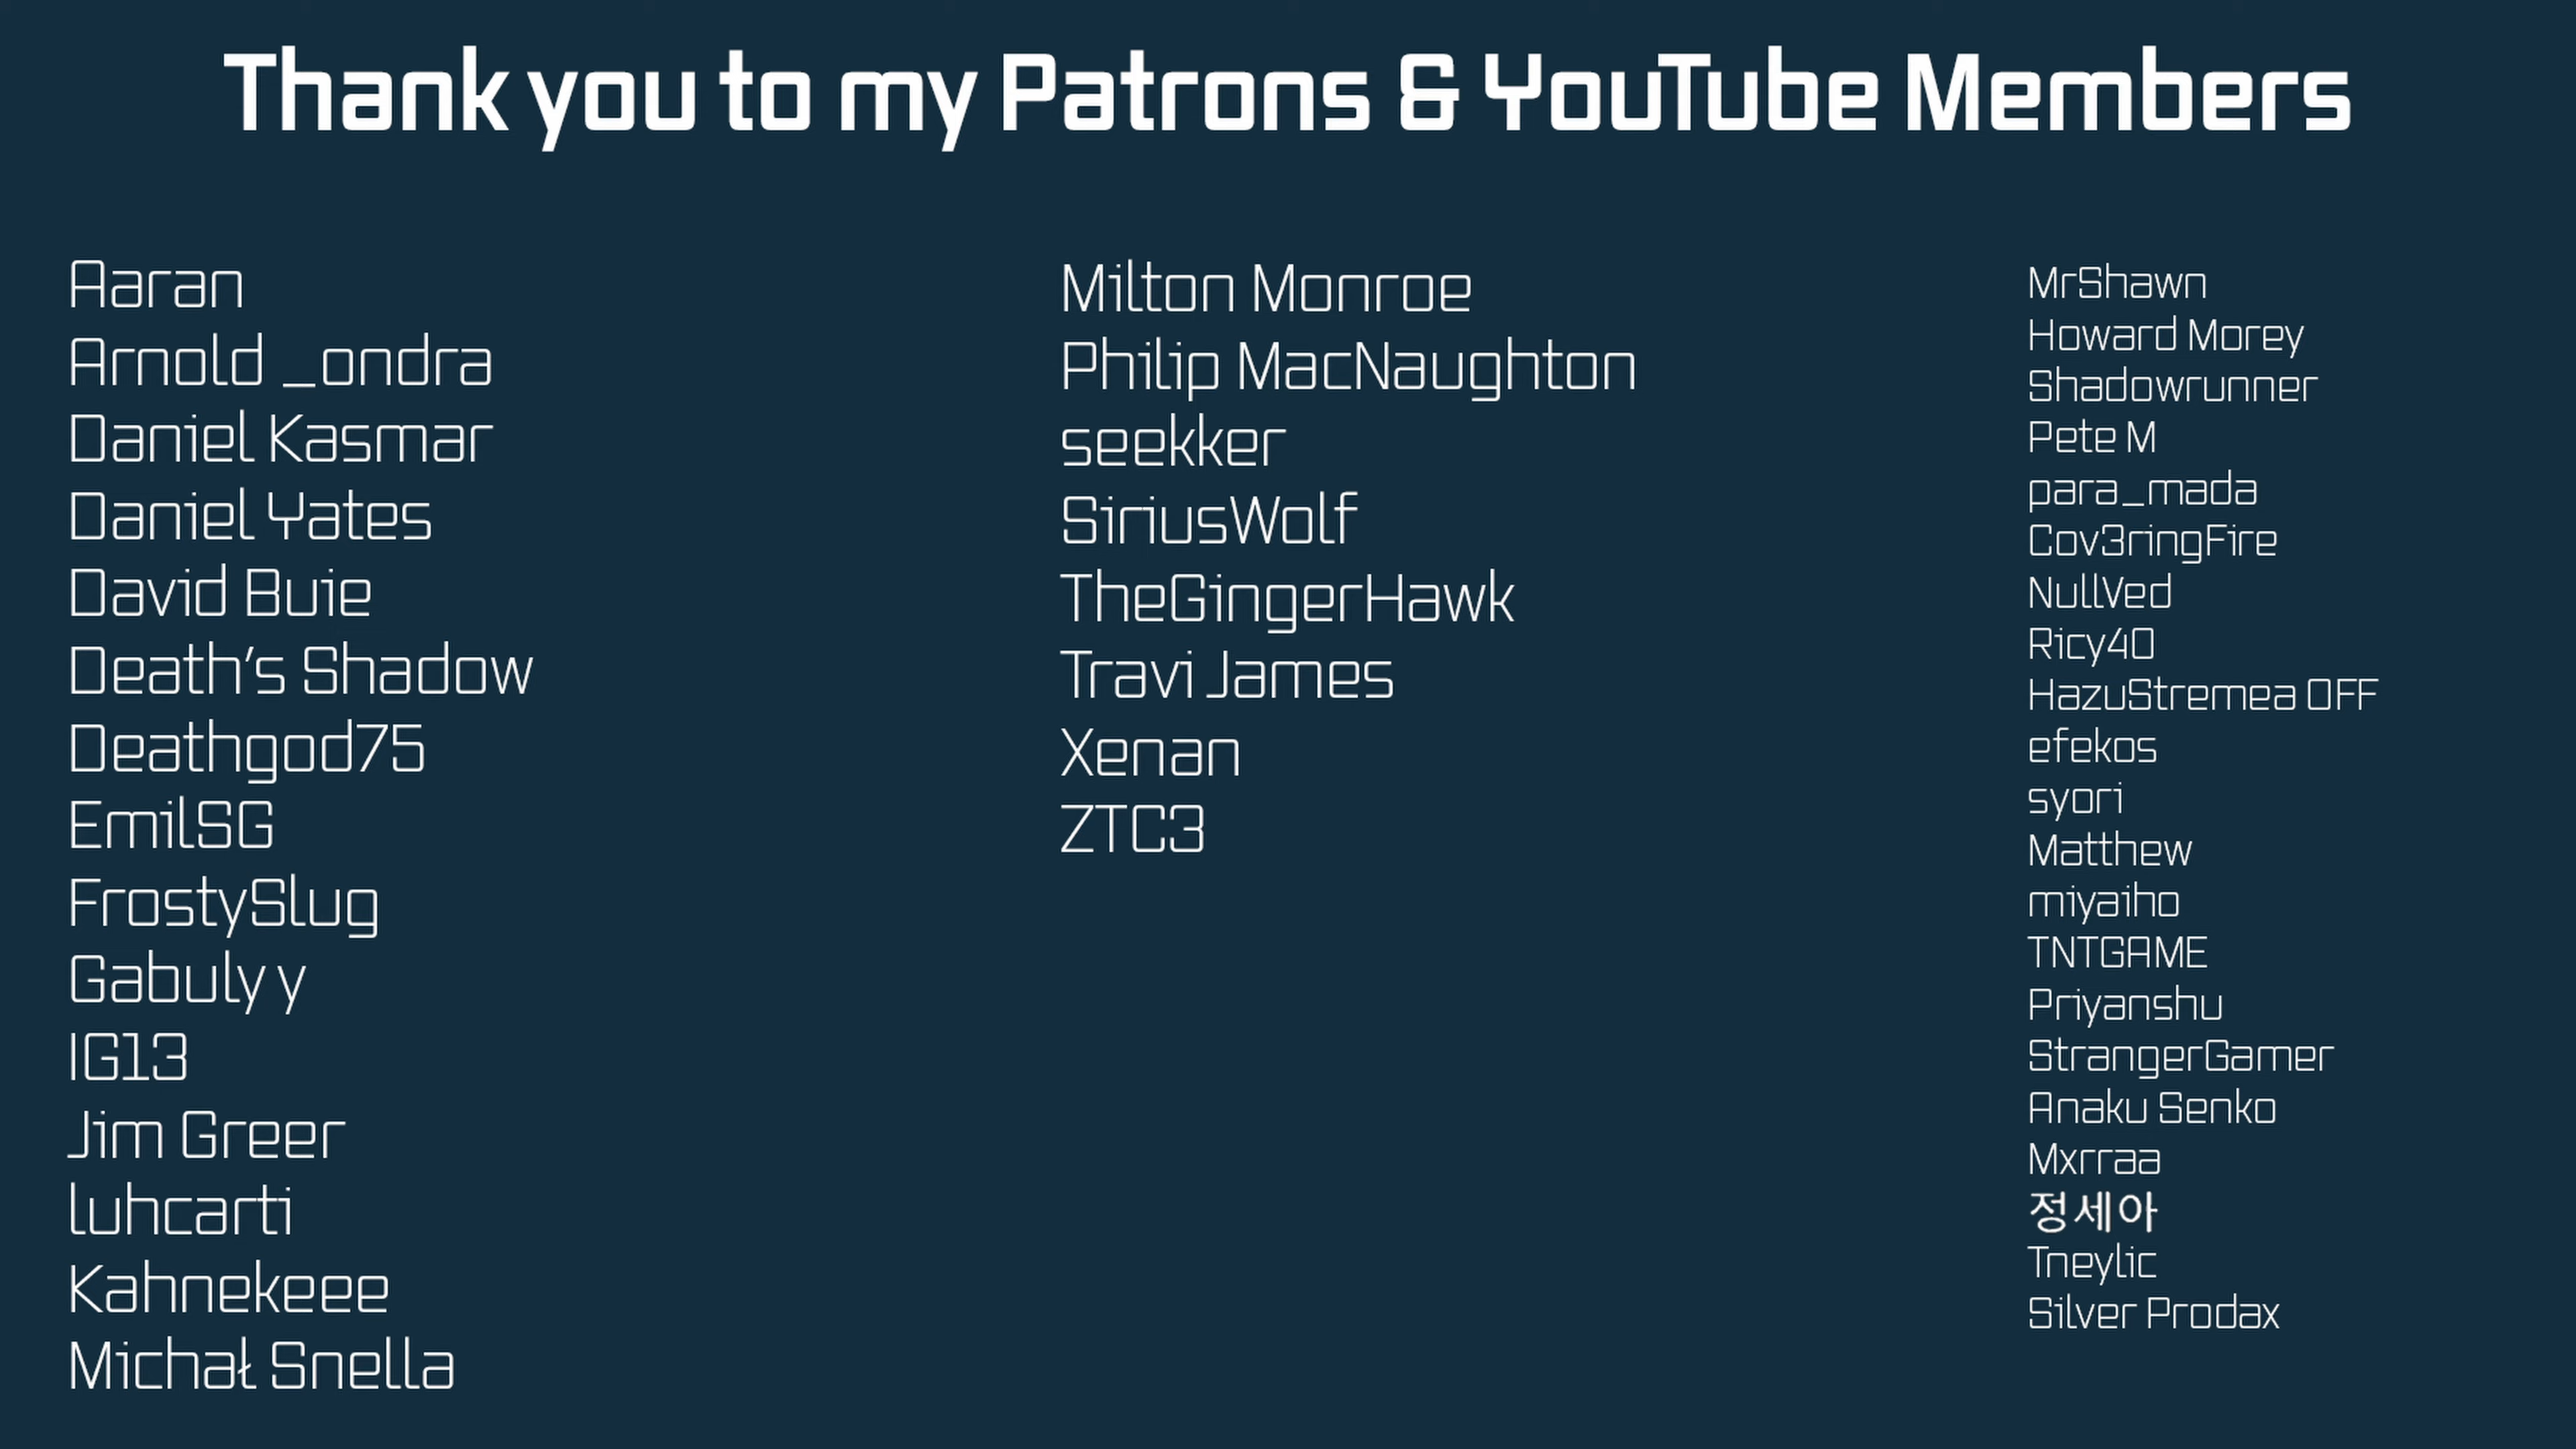 Thank you to my Patrons & YouTube Members
Aaran
Arnold _ondra
Daniel Kasmar
Daniel Yates
David Buie
Death's Shadow
Deathgod75
EmilSG
FrostySlug
Gabuly y
IG13
Jim Greer
luhcarti
Kahnekeee
Michał Snella
Milton Monroe
Philip MacNaughton
seekker
SiriusWolf
TheGingerHawk
Travi James
Xenan
ZTC3
MrShawn
Howard Morey
Shadowrunner
Pete M
para_mada
Cov3ringFire
NullVed
Ricy40
HazuStremea OFF
efekos
syori
Matthew
miyaiho
TNTGAME
Priyanshu
StrangerGamer
Anaku Senko
Mxrraa
정세아
Tneylic
Silver Prodax